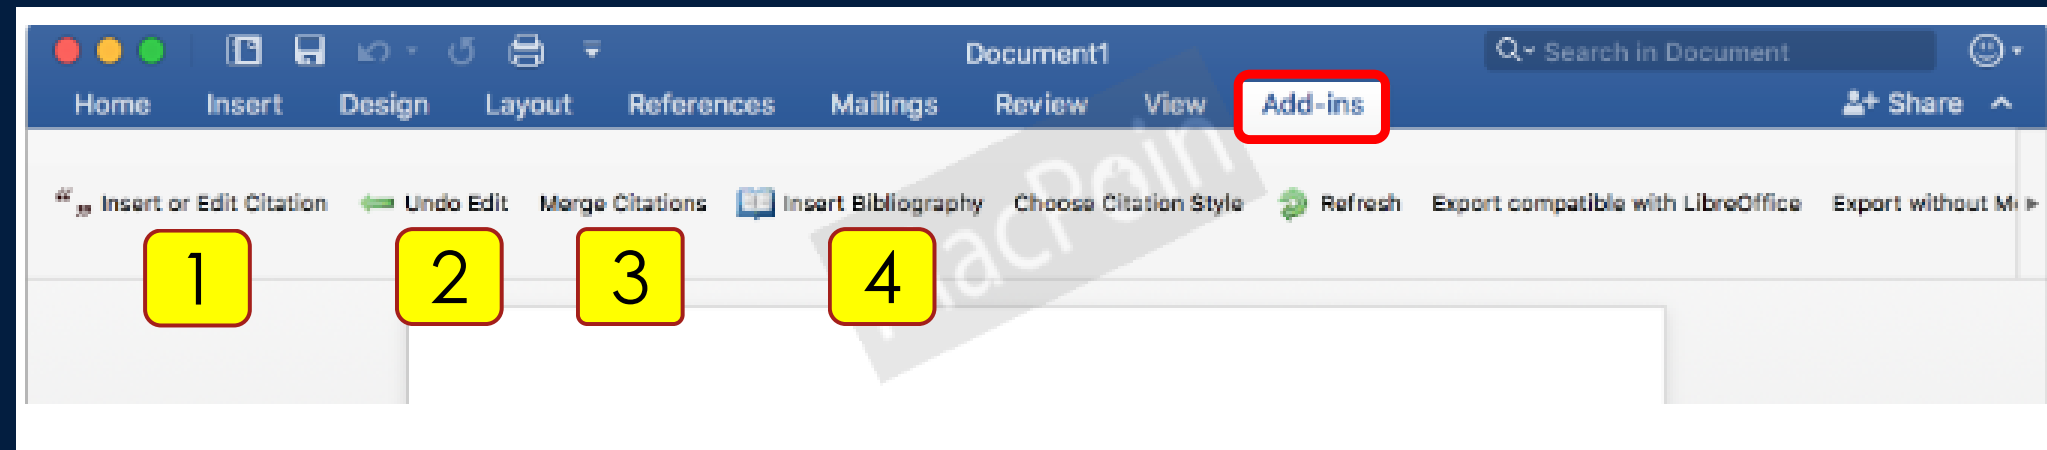 Document1
Search in Document
Home Insert Design Layout References Mailings Review View Add-ins Share
Insert or Edit Citation Undo Edit Merge Citations Insert Bibliography Choose Citation Style Refresh Export compatible with LibreOffice Export without
1 2 3 4
MacPoin